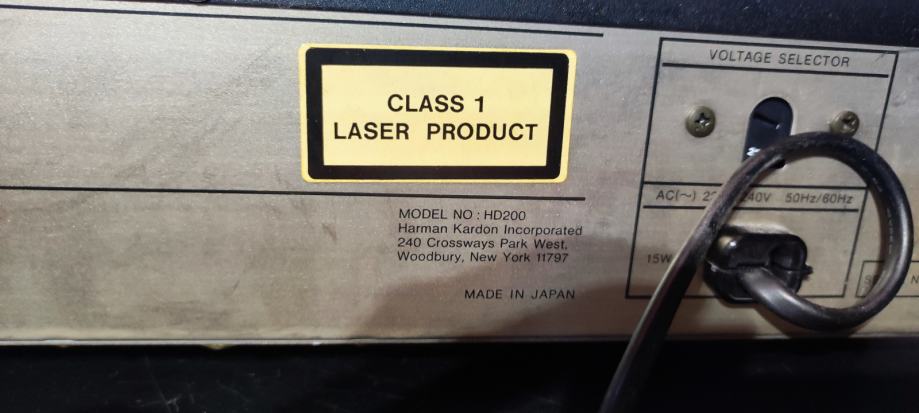 CLASS 1
LASER PRODUCT
MODEL NO : HD200
Harman Kardon Incorporated
240 Crossways Park West,
Woodbury, New York 11797
MADE IN JAPAN
VOLTAGE SELECTOR
AC(~) 240V 50Hz/60Hz
15W